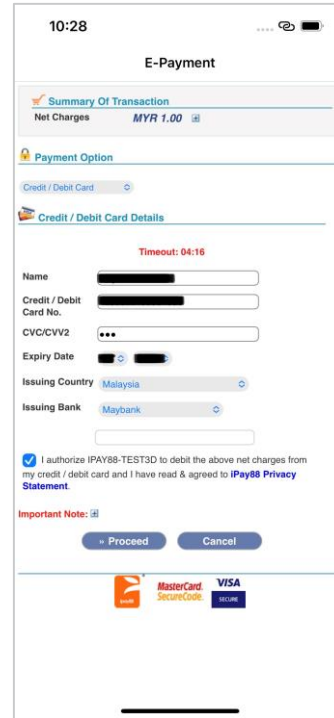 10:28
E-Payment
Summary Of Transaction
Net Charges MYR 1.00
Payment Option
Credit / Debit Card
Credit / Debit Card Details
Timeout: 04:16
Name
Credit / Debit
Card No.
CVC/CVV2 •••
Expiry Date
Issuing Country Malaysia
Issuing Bank Maybank
I authorize IPAY88-TEST3D to debit the above net charges from
my credit / debit card and I have read & agreed to iPay88 Privacy
Statement.
Important Note:
» Proceed Cancel
MasterCard. VISA
SecureCode. SECURE